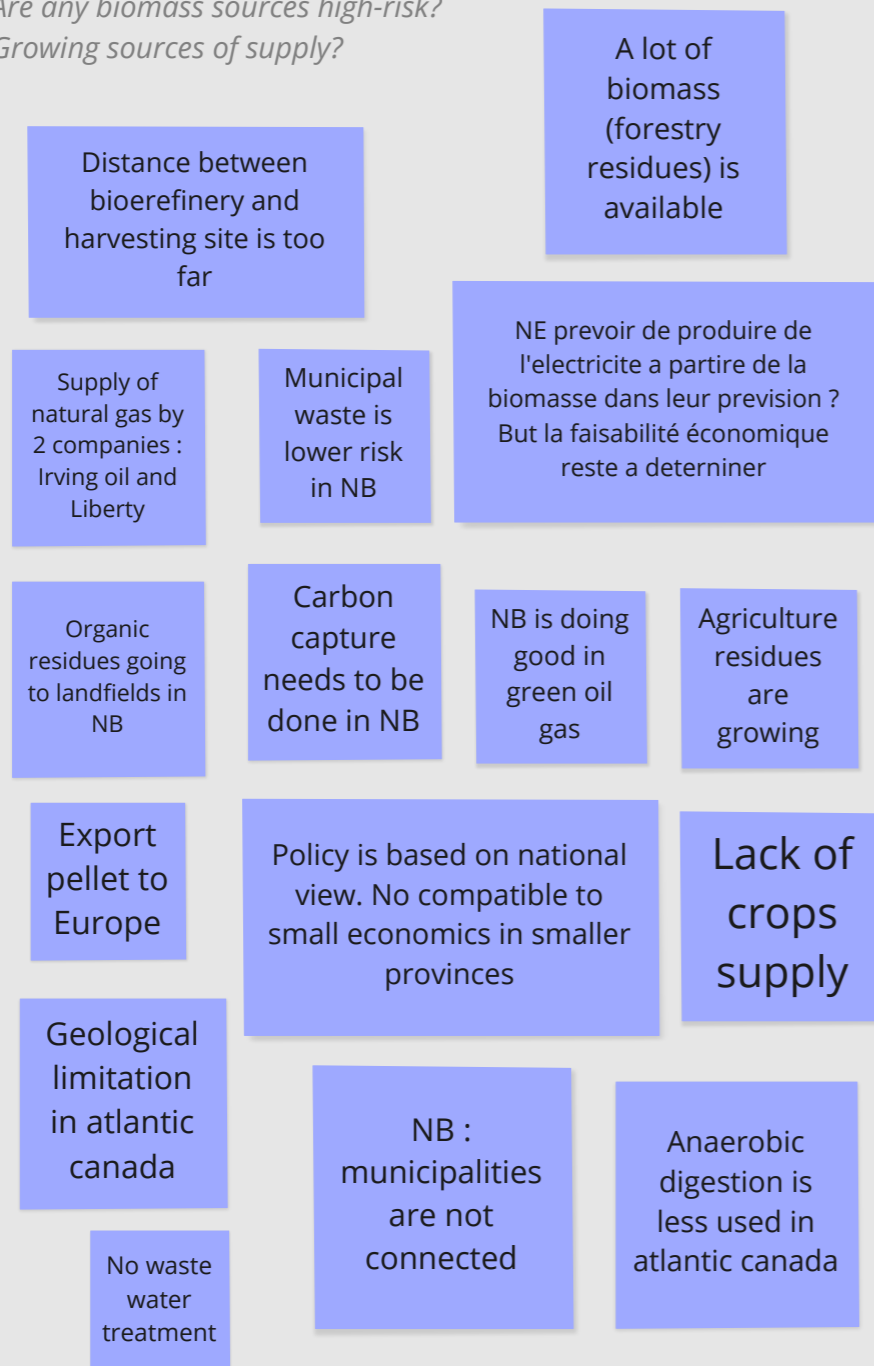 Are any biomass sources high-risk?
Growing sources of supply?
A lot of
biomass
(forestry
residues) is
available
Distance between
bioerefinery and
harvesting site is too
far
NE prevoir de produire de
l'electricite a partire de la
biomasse dans leur prevision ?
But la faisabilité économique
reste a deterniner
Supply of
natural gas by
2 companies :
Irving oil and
Liberty
Municipal
waste is
lower risk
in NB
Organic
residues going
to landfields in
NB
Carbon
capture
needs to be
done in NB
NB is doing
good in
green oil
gas
Agriculture
residues
are
growing
Export
pellet to
Europe
Policy is based on national
view. No compatible to
small economics in smaller
provinces
Lack of
crops
supply
Geological
limitation
in atlantic
canada
NB :
municipalities
are not
connected
Anaerobic
digestion is
less used in
atlantic canada
No waste
water
treatment